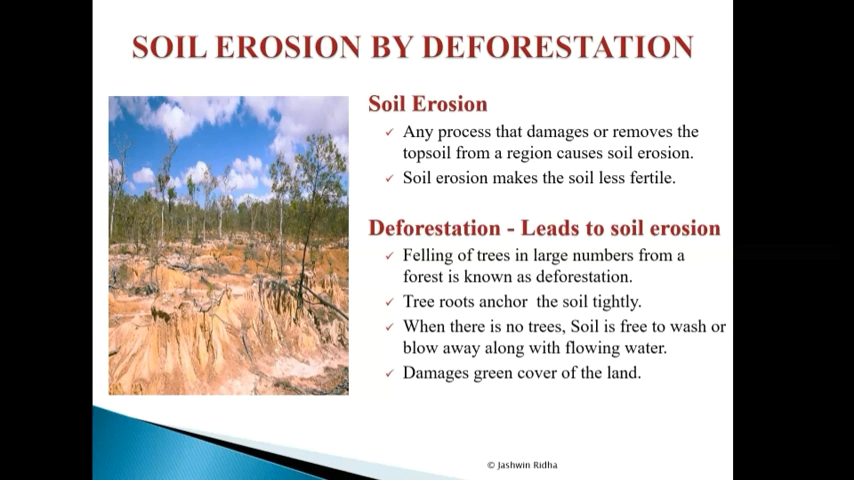 SOIL EROSION BY DEFORESTATION
Soil Erosion
✓ Any process that damages or removes the
topsoil from a region causes soil erosion.
✓ Soil erosion makes the soil less fertile.
Deforestation - Leads to soil erosion
✓ Felling of trees in large numbers from a
forest is known as deforestation.
✓ Tree roots anchor the soil tightly.
✓ When there is no trees, Soil is free to wash or
blow away along with flowing water.
✓ Damages green cover of the land.
© Jashwin Ridha